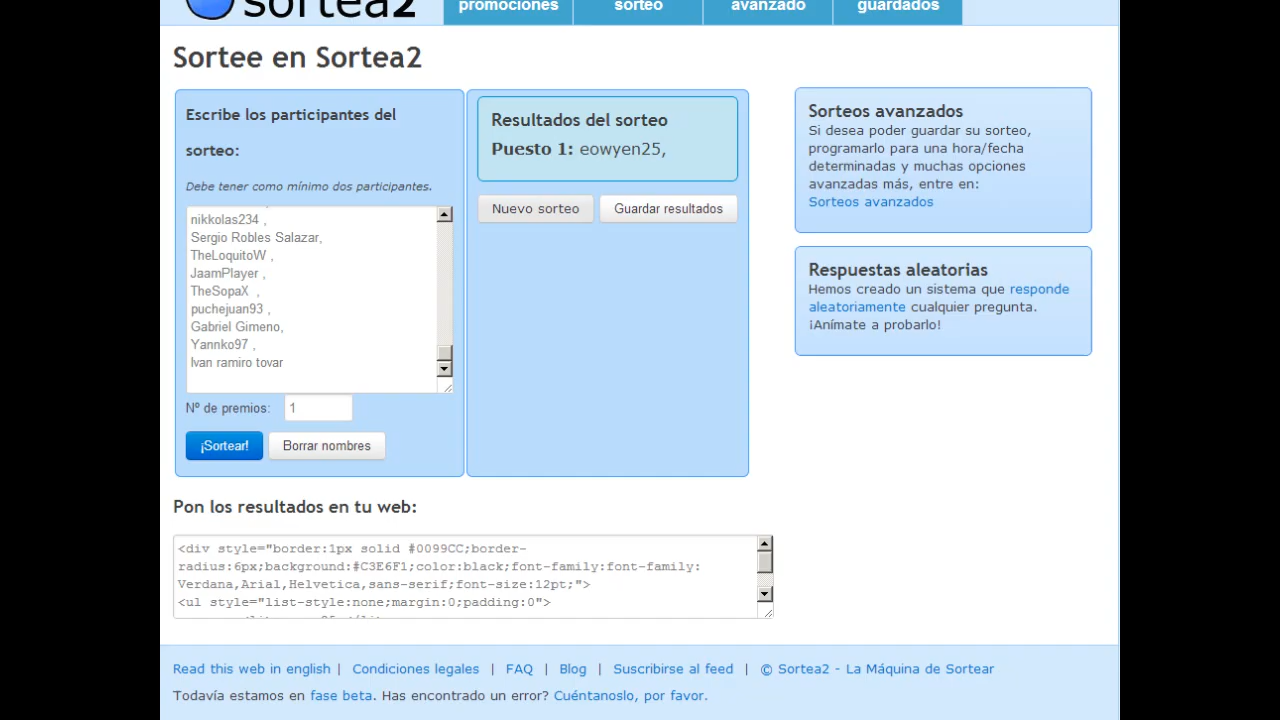 sortea2
promociones
sorteo
avanzado
guardados
Sortee en Sortea2
Escribe los participantes del
sorteo:
Debe tener como mínimo dos participantes.
nikkolas234 ,
Sergio Robles Salazar,
TheLoquitoW ,
JaamPlayer ,
TheSopaX  ,
puchejuan93 ,
Gabriel Gimeno,
Yannko97 ,
Ivan ramiro tovar
Nº de premios: 1
¡Sortear! Borrar nombres
Resultados del sorteo
Puesto 1: eowyen25,
Nuevo sorteo Guardar resultados
Sorteos avanzados
Si desea poder guardar su sorteo,
programarlo para una hora/fecha
determinadas y muchas opciones
avanzadas más, entre en:
Sorteos avanzados
Respuestas aleatorias
Hemos creado un sistema que responde
aleatoriamente cualquier pregunta.
¡Anímate a probarlo!
Pon los resultados en tu web:
<div style="border:1px solid #0099CC;border-
radius:6px;background:#C3E6F1;color:black;font-family:font-family:
Verdana,Arial,Helvetica,sans-serif;font-size:12pt;">
<ul style="list-style:none;margin:0;padding:0">
Read this web in english | Condiciones legales | FAQ | Blog | Suscribirse al feed | © Sortea2 - La Máquina de Sortear
Todavía estamos en fase beta. Has encontrado un error? Cuéntanoslo, por favor.